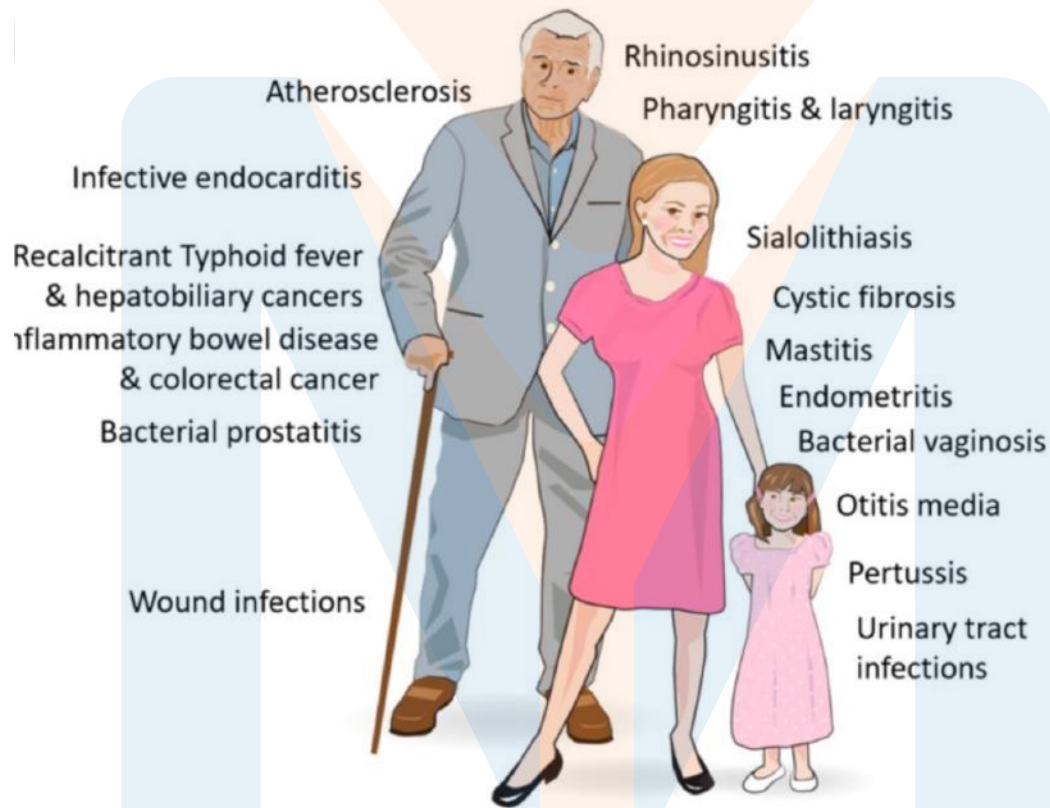 Rhinosinusitis
Atherosclerosis
Pharyngitis & laryngitis
Infective endocarditis
Sialolithiasis
Recalcitrant Typhoid fever
& hepatobiliary cancers
nflammatory bowel disease
& colorectal cancer
Cystic fibrosis
Mastitis
Endometritis
Bacterial prostatitis
Bacterial vaginosis
Otitis media
Pertussis
Wound infections
Urinary tract
infections